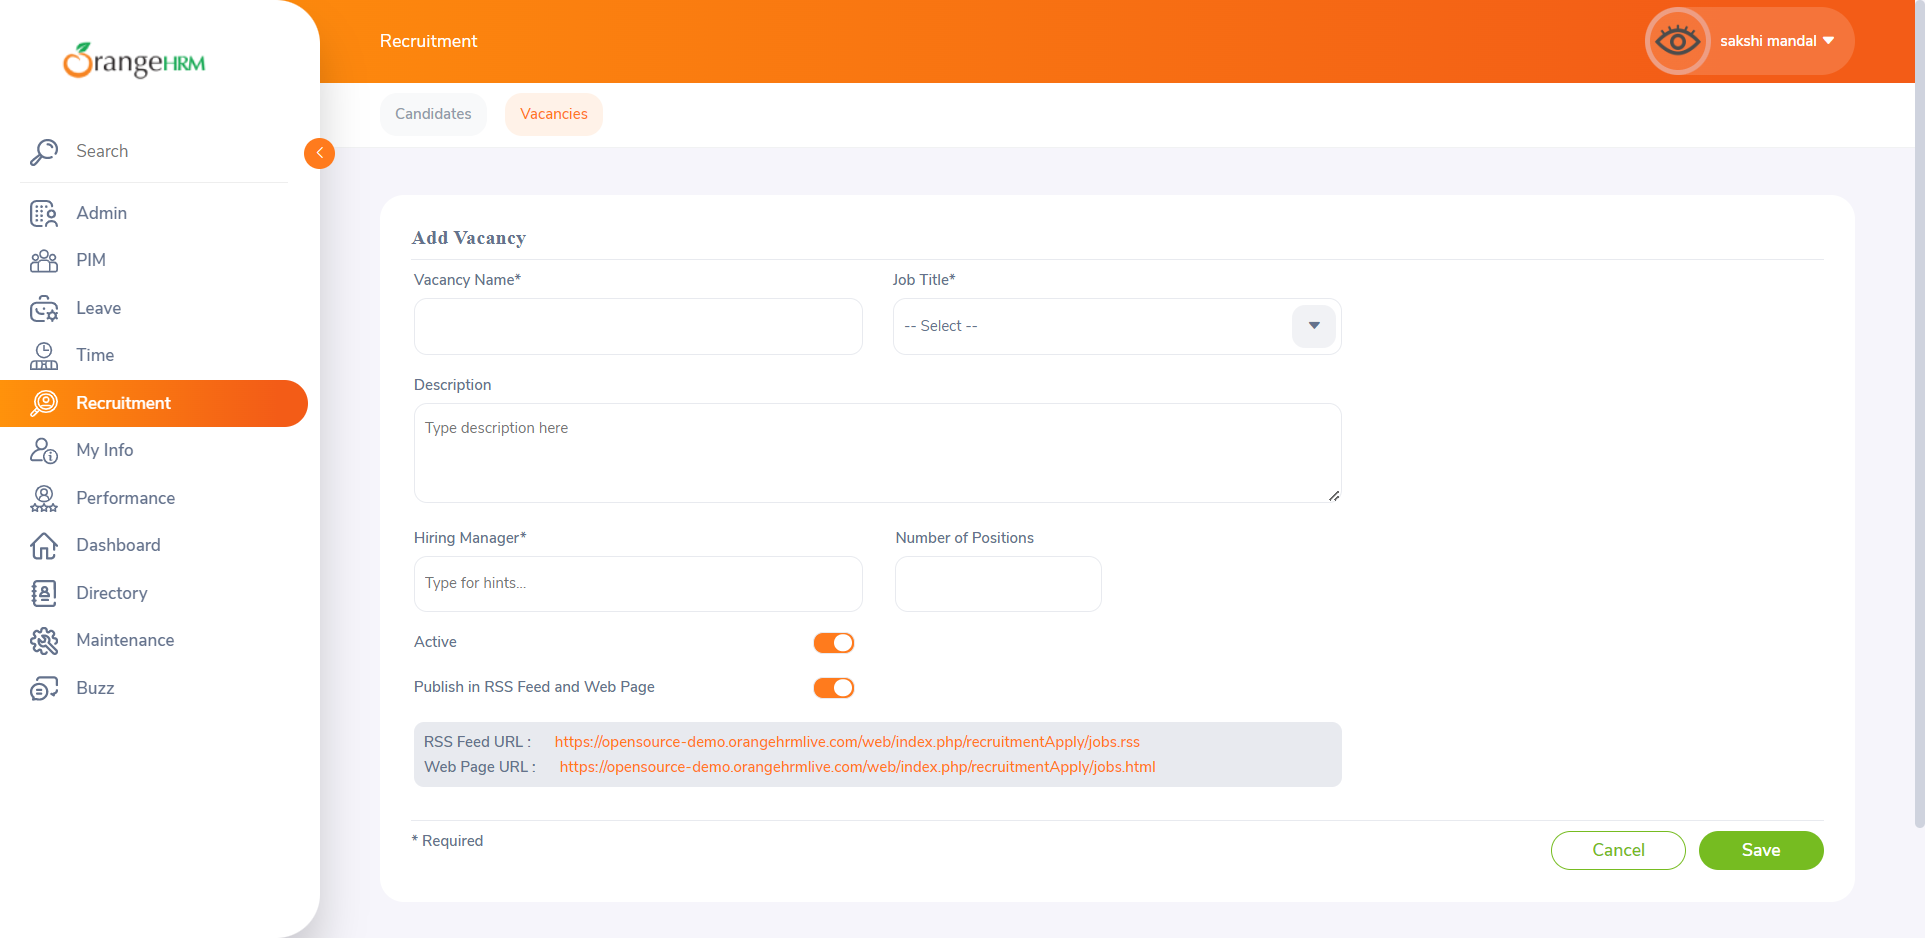 OrangeHRM
Recruitment
sakshi mandal
Candidates
Vacancies
Search
Admin
PIM
Leave
Time
Recruitment
My Info
Performance
Dashboard
Directory
Maintenance
Buzz
Add Vacancy
Vacancy Name*
Job Title*
-- Select --
Description
Type description here
Hiring Manager*
Number of Positions
Type for hints...
Active
Publish in RSS Feed and Web Page
RSS Feed URL : https://opensource-demo.orangehrmlive.com/web/index.php/recruitmentApply/jobs.rss
Web Page URL : https://opensource-demo.orangehrmlive.com/web/index.php/recruitmentApply/jobs.html
* Required
Cancel
Save